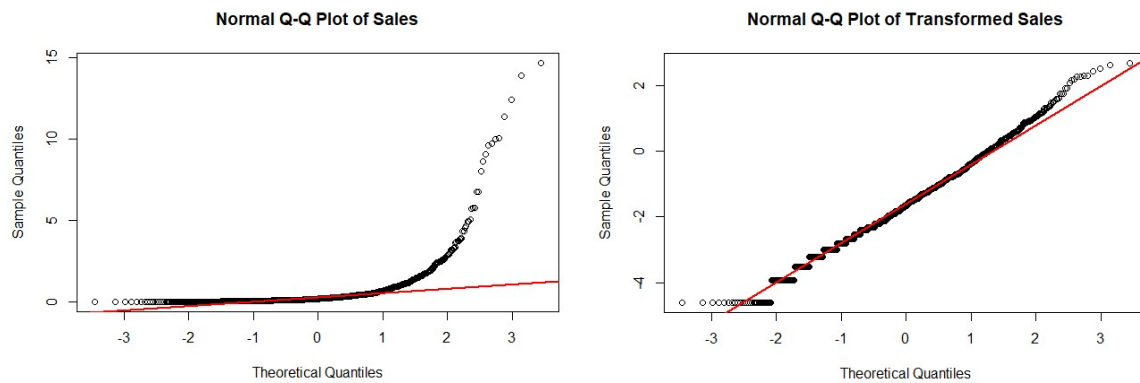 Normal Q-Q Plot of Sales
Sample Quantiles
15
10
5
0
-3 -2 -1 0 1 2 3
Theoretical Quantiles
Normal Q-Q Plot of Transformed Sales
Sample Quantiles
2
0
-2
-4
-3 -2 -1 0 1 2 3
Theoretical Quantiles